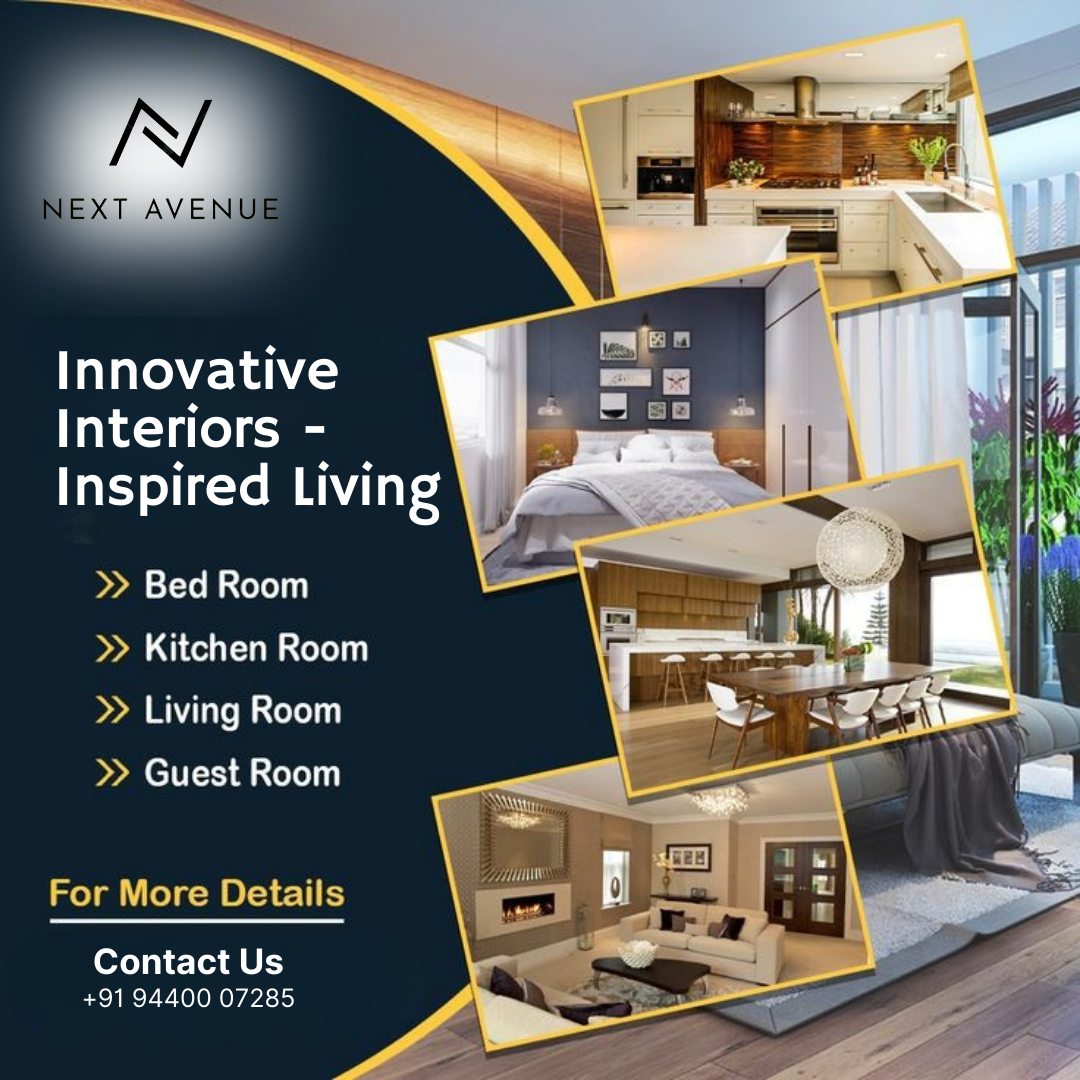 NEXT AVENUE
Innovative
Interiors -
Inspired Living
Bed Room
Kitchen Room
Living Room
Guest Room
For More Details
Contact Us
+91 94400 07285